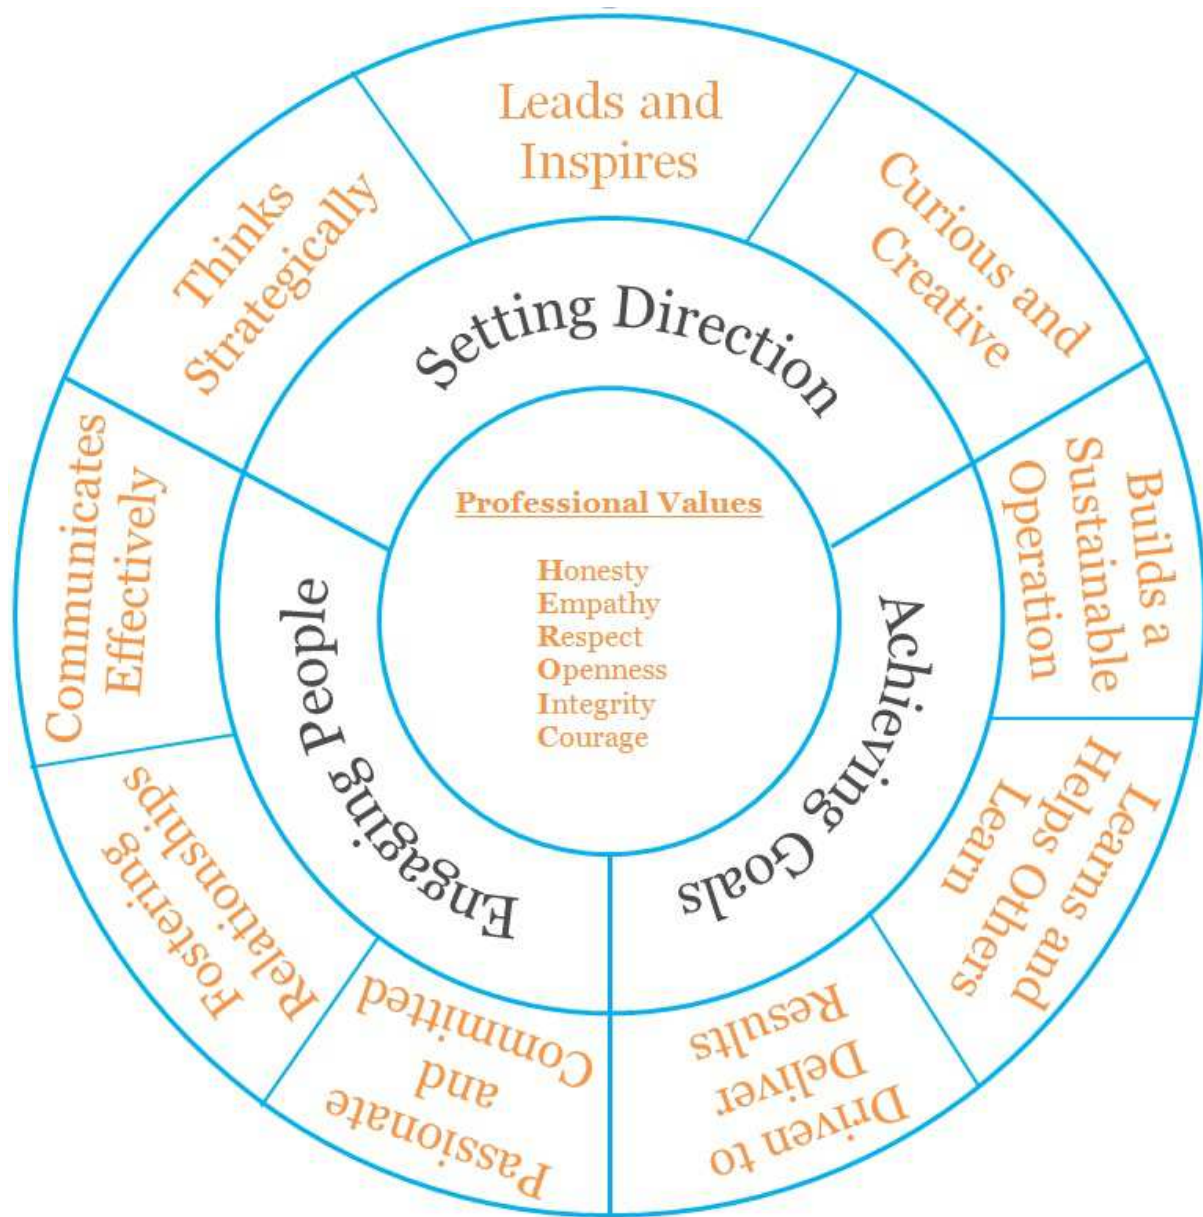 Leads and
Inspires
Curious and
Creative
Builds a
Sustainable
Operation
Learns and
Helps Others
Learn
Driven to
Deliver
Results
Passionate
and
Committed
Fostering
Relationships
Communicates
Effectively
Thinks
Strategically
Setting Direction
Achieving Goals
Engaging People
Professional Values
Honesty
Empathy
Respect
Openness
Integrity
Courage